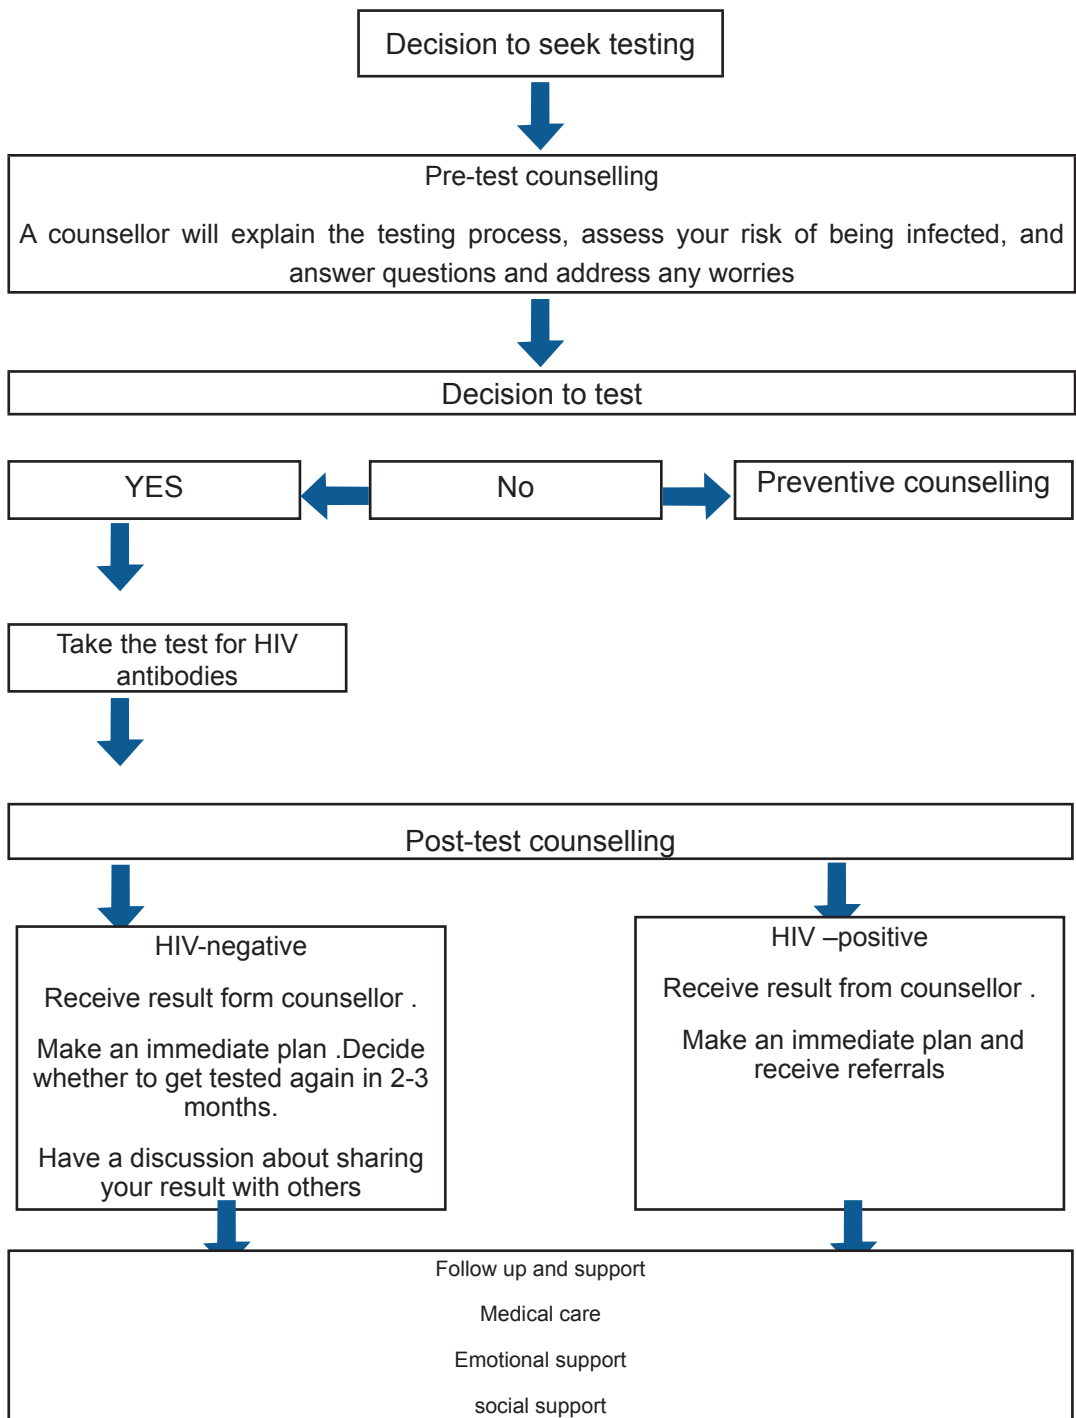 Decision to seek testing
Pre-test counselling
A counsellor will explain the testing process, assess your risk of being infected, and
answer questions and address any worries
Decision to test
YES
No
Preventive counselling
Take the test for HIV
antibodies
Post-test counselling
HIV-negative
Receive result form counsellor .
Make an immediate plan .Decide
whether to get tested again in 2-3
months.
Have a discussion about sharing
your result with others
HIV –positive
Receive result from counsellor .
Make an immediate plan and
receive referrals
Follow up and support
Medical care
Emotional support
social support